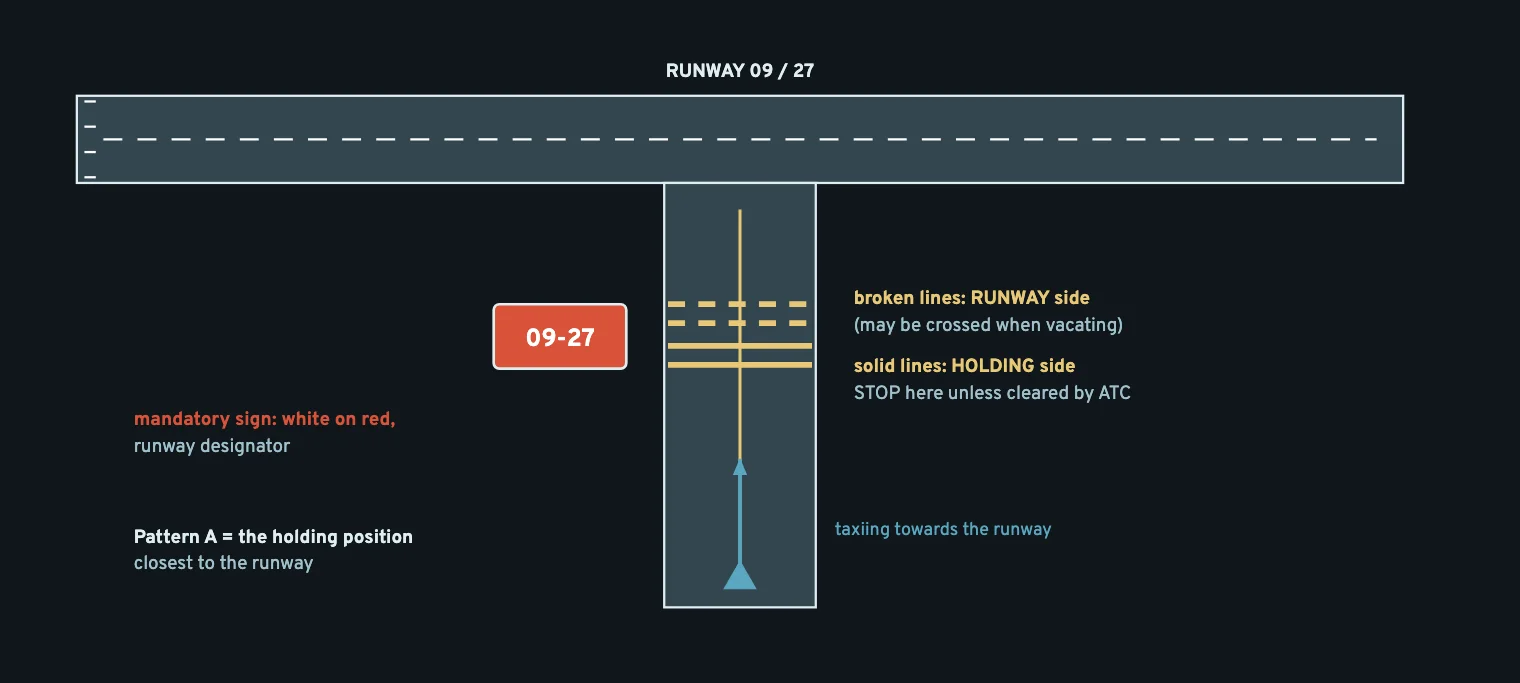 RUNWAY 09 / 27
broken lines: RUNWAY side
(may be crossed when vacating)
09-27
solid lines: HOLDING side
STOP here unless cleared by ATC
mandatory sign: white on red,
runway designator
taxiing towards the runway
Pattern A = the holding position
closest to the runway